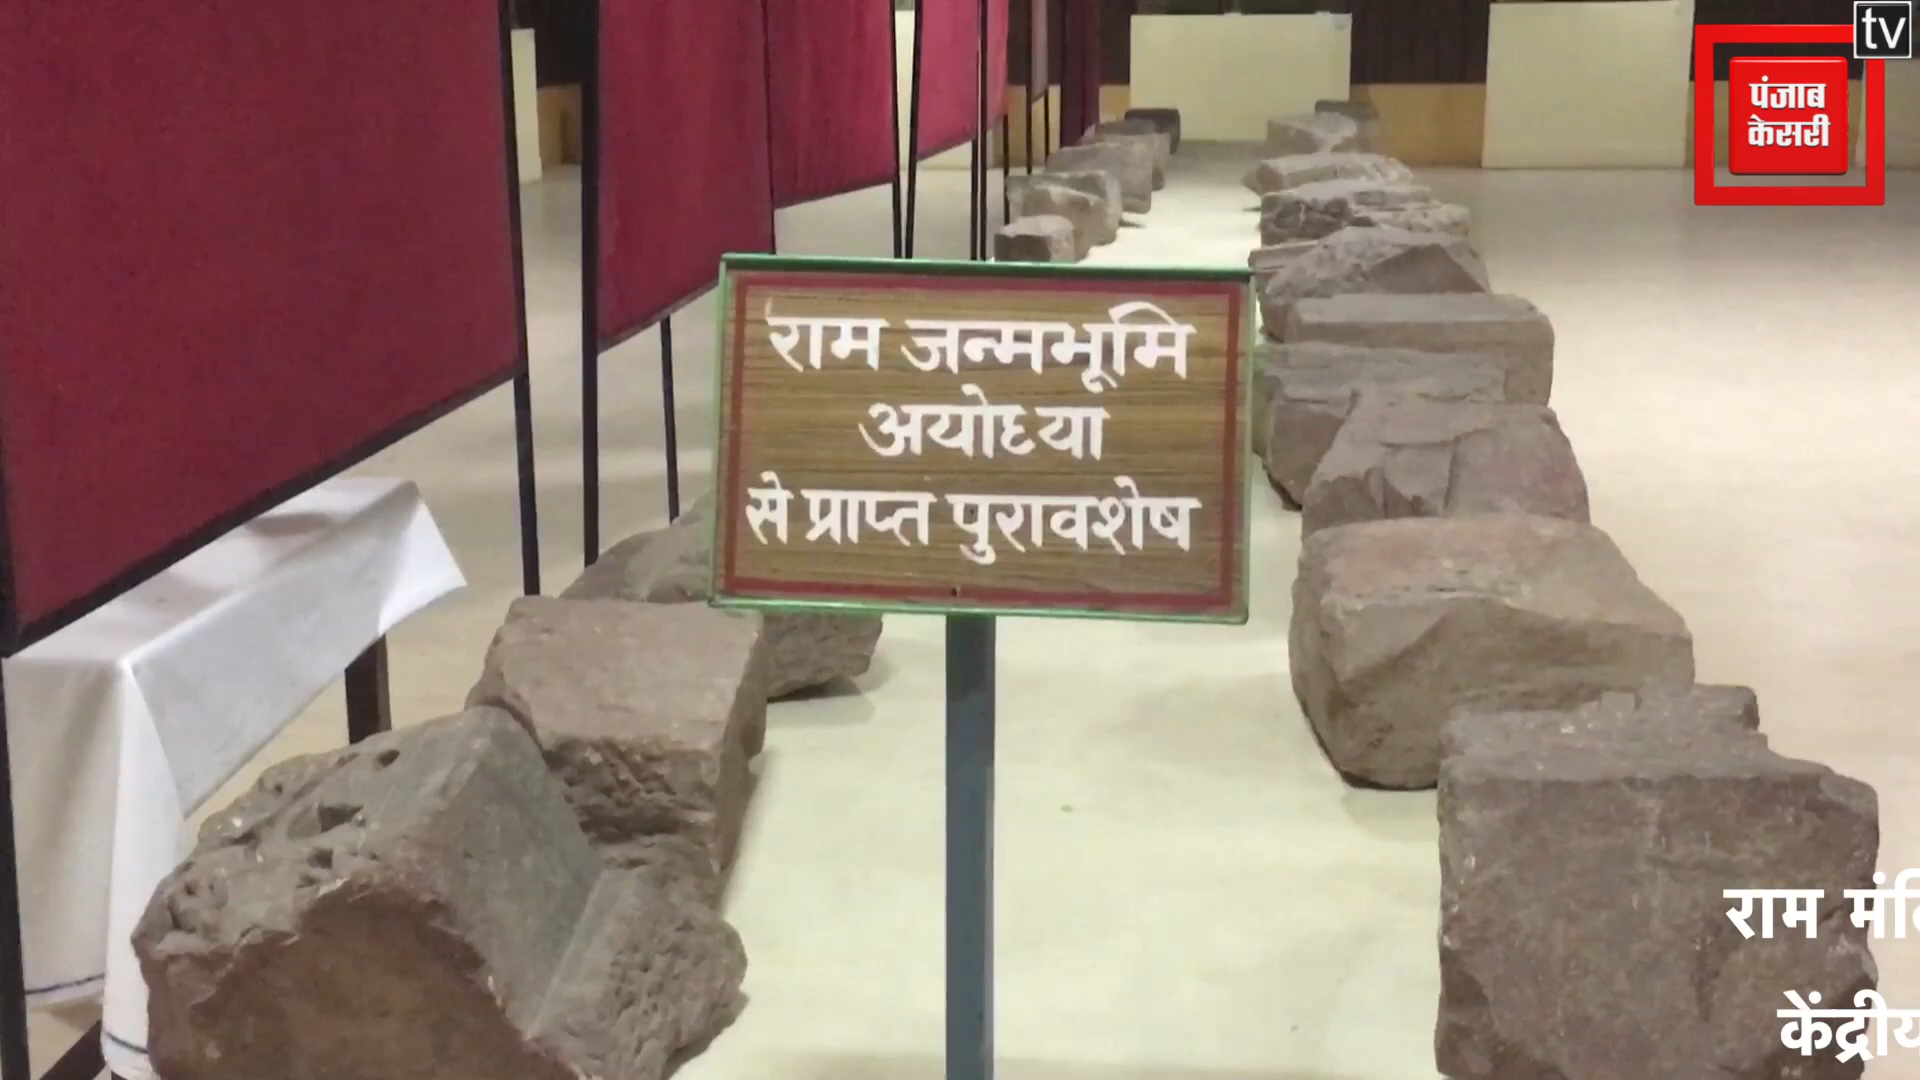 tv
पंजाब
केसरी
राम जन्मभूमि
अयोध्या
से प्राप्त पुरावशेष
राम